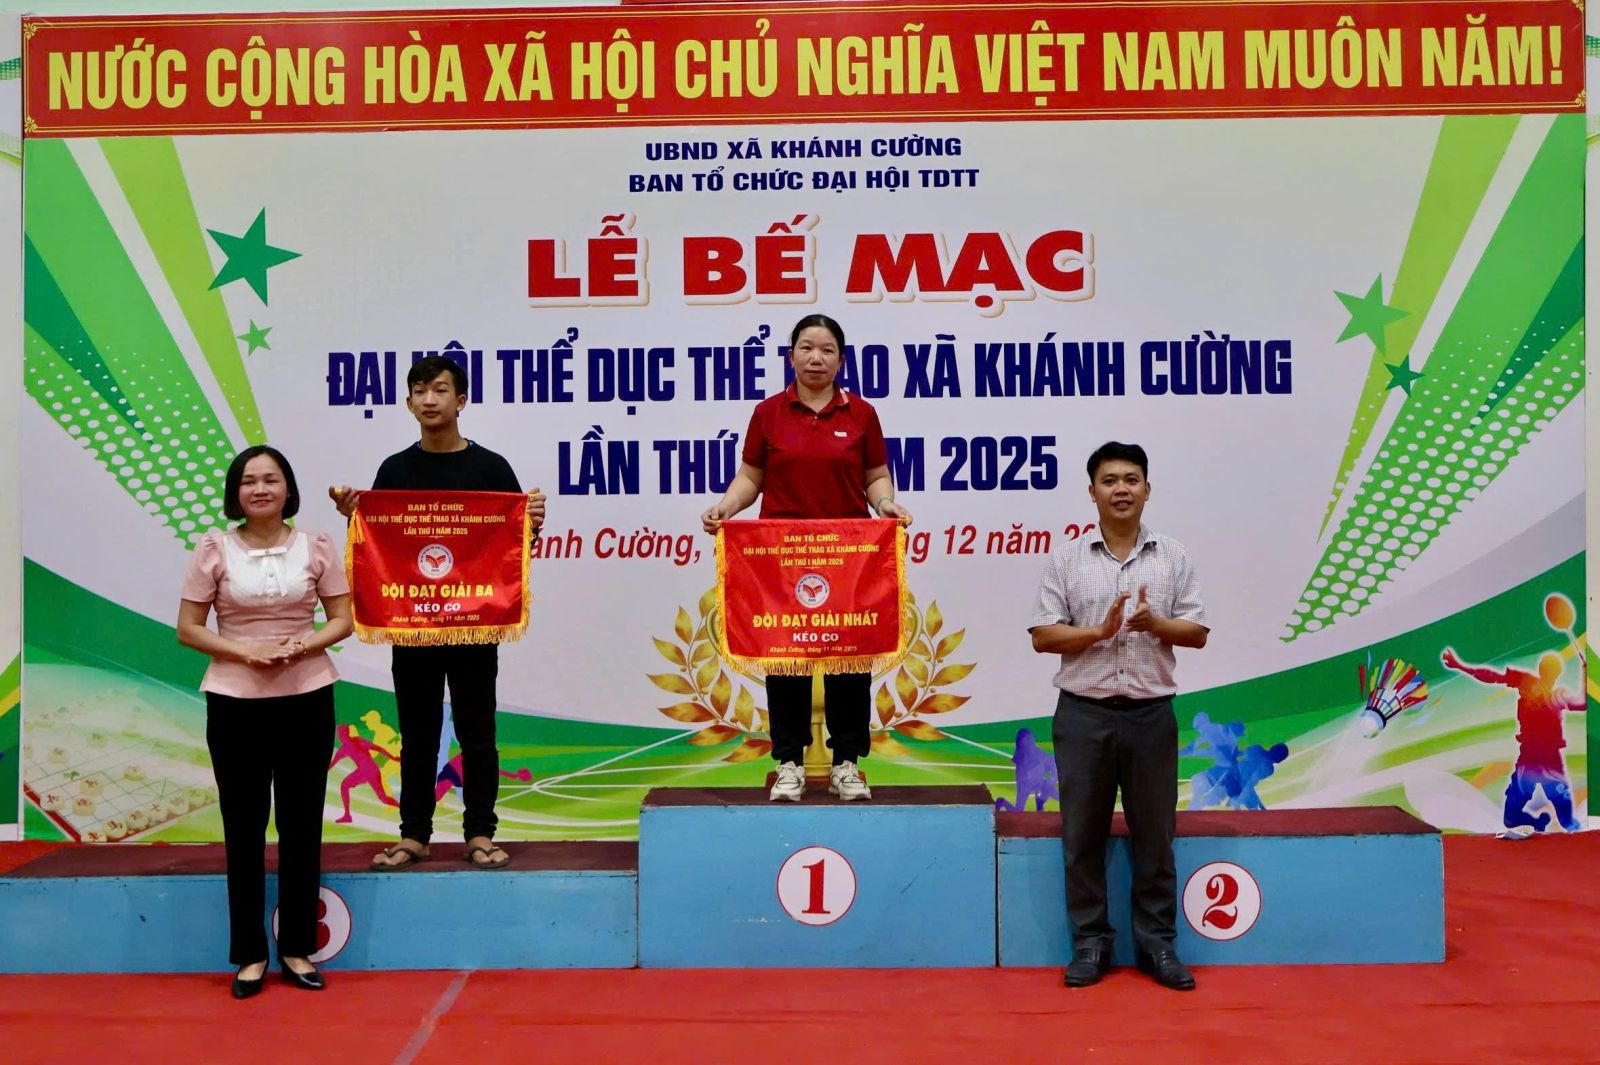 NƯỚC CỘNG HÒA XÃ HỘI CHỦ NGHĨA VIỆT NAM MUÔN NĂM!
UBND XÃ KHÁNH CƯỜNG
BAN TỔ CHỨC ĐẠI HỘI TDTT
LỄ BẾ MẠC
ĐẠI HỘI THỂ DỤC THỂ THAO XÃ KHÁNH CƯỜNG
LẦN THỨ 2025
Cường, 12 năm
BAN TỔ CHỨC
ĐẠI HỘI THỂ DỤC THỂ THAO XÃ KHÁNH CƯỜNG
LẦN THỨ I NĂM 2025
ĐỘI ĐẠT GIẢI BA
KÉO CO
Khánh Cường, tháng 11 năm 2025
BAN TỔ CHỨC
ĐẠI HỘI THỂ DỤC THỂ THAO XÃ KHÁNH CƯỜNG
LẦN THỨ I NĂM 2025
ĐỘI ĐẠT GIẢI NHẤT
KÉO CO
Khánh Cường, tháng 11 năm 2025
3
1
2